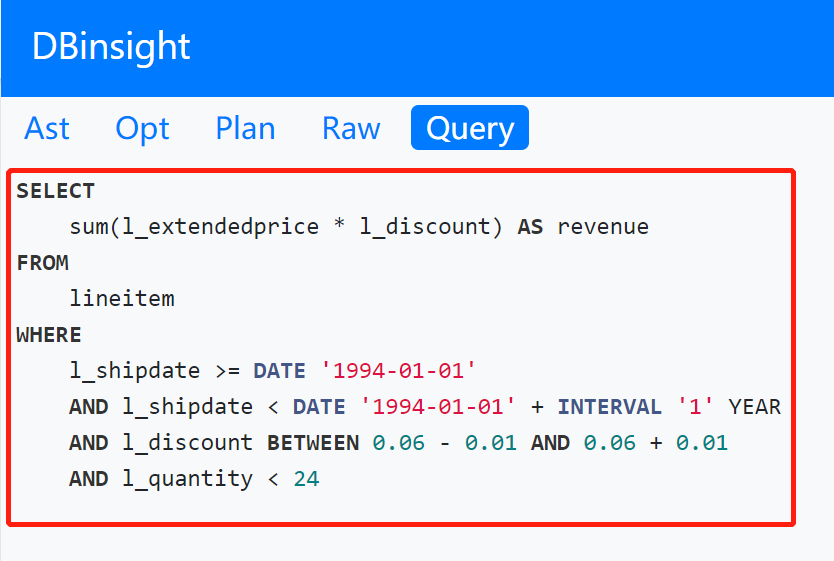 DBinsight
Ast Opt Plan Raw Query
SELECT
    sum(l_extendedprice * l_discount) AS revenue
FROM
    lineitem
WHERE
    l_shipdate >= DATE '1994-01-01'
    AND l_shipdate < DATE '1994-01-01' + INTERVAL '1' YEAR
    AND l_discount BETWEEN 0.06 - 0.01 AND 0.06 + 0.01
    AND l_quantity < 24